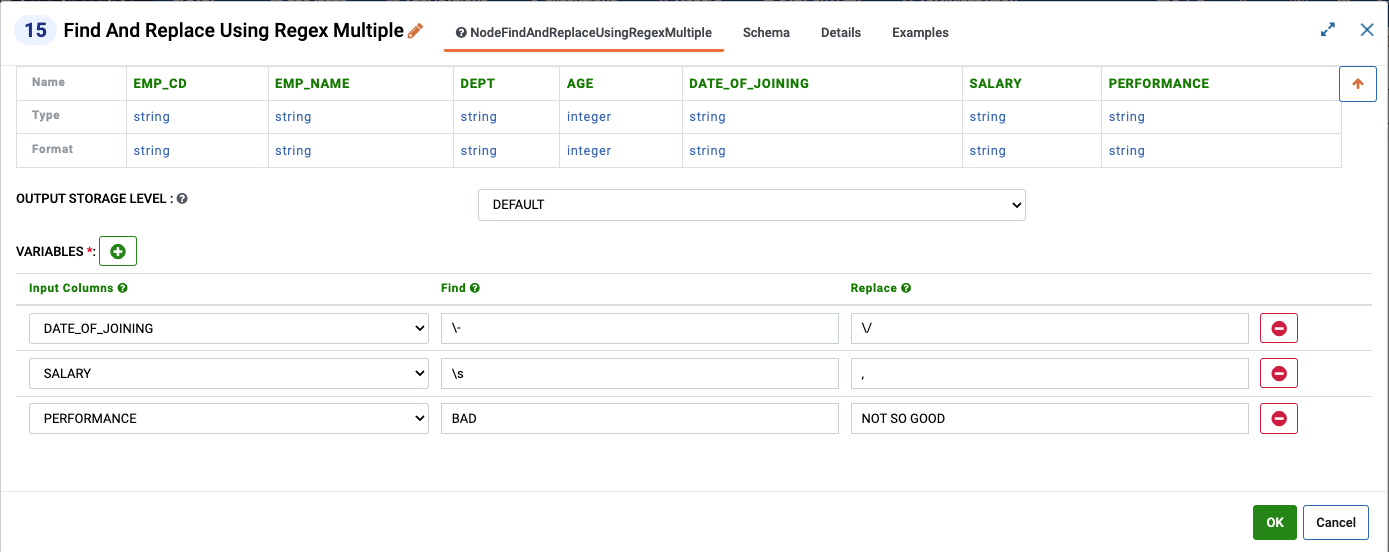 15 Find And Replace Using Regex Multiple NodeFindAndReplaceUsingRegexMultiple Schema Details Examples
Name EMP_CD EMP_NAME DEPT AGE DATE_OF_JOINING SALARY PERFORMANCE
Type string string string integer string string string
Format string string string integer string string string
OUTPUT STORAGE LEVEL : DEFAULT
VARIABLES *:
Input Columns Find Replace
DATE_OF_JOINING \- \/
SALARY \s ,
PERFORMANCE BAD NOT SO GOOD
OK Cancel